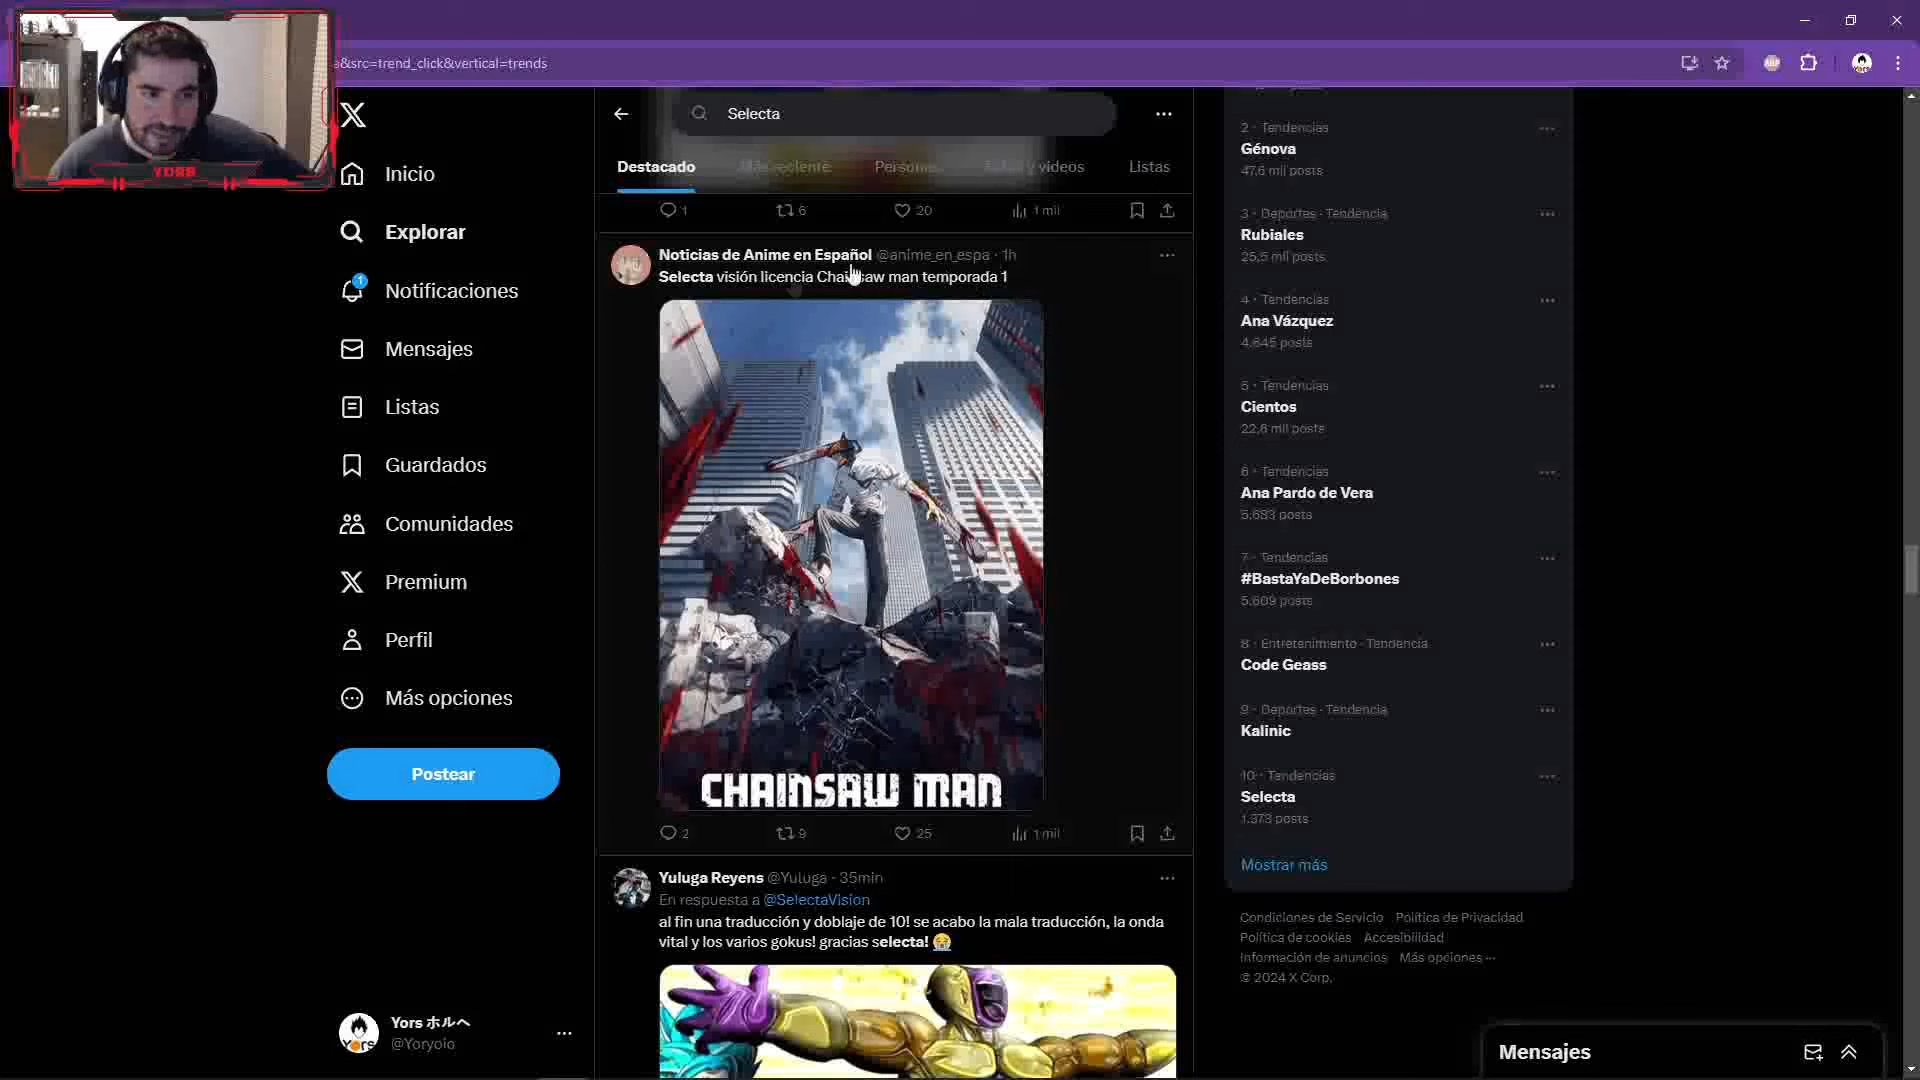 &src=trend_click&vertical=trends
YORB
Inicio
Explorar
1
Notificaciones
Mensajes
Listas
Guardados
Comunidades
Premium
Perfil
Más opciones
Postear
Yors ホルヘ
@Yoryoio
Selecta
Destacado
Más reciente
Listas
1
6
20
1 mil
Noticias de Anime en Español @anime_en_espa · 1h
Selecta visión licencia Chainsaw man temporada 1
CHAINSAW MAN
2
9
25
1 mil
Yuluga Reyens @Yuluga · 35min
En respuesta a @SelectaVision
al fin una traducción y doblaje de 10! se acabo la mala traducción, la onda
vital y los varios gokus! gracias selecta!
2 · Tendencias
Génova
47,6 mil posts
3 · Deportes · Tendencia
Rubiales
25,5 mil posts
4 · Tendencias
Ana Vázquez
4.645 posts
5 · Tendencias
Cientos
22,8 mil posts
6 · Tendencias
Ana Pardo de Vera
5.693 posts
7 · Tendencias
#BastaYaDeBorbones
5.609 posts
8 · Entretenimiento · Tendencia
Code Geass
9 · Deportes · Tendencia
Kalinic
10 · Tendencias
Selecta
1.373 posts
Mostrar más
Condiciones de Servicio Política de Privacidad
Política de cookies Accesibilidad
Información de anuncios Más opciones ···
© 2024 X Corp.
Mensajes